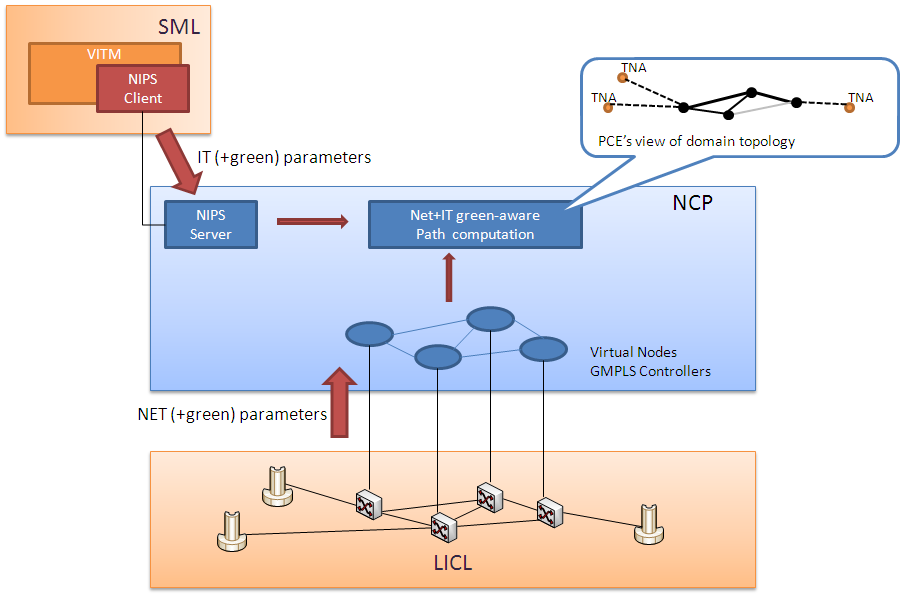 SML
VITM
NIPS
Client
IT (+green) parameters
TNA
TNA
TNA
PCE's view of domain topology
NCP
NIPS
Server
Net+IT green-aware
Path computation
Virtual Nodes
GMPLS Controllers
NET (+green) parameters
LICL